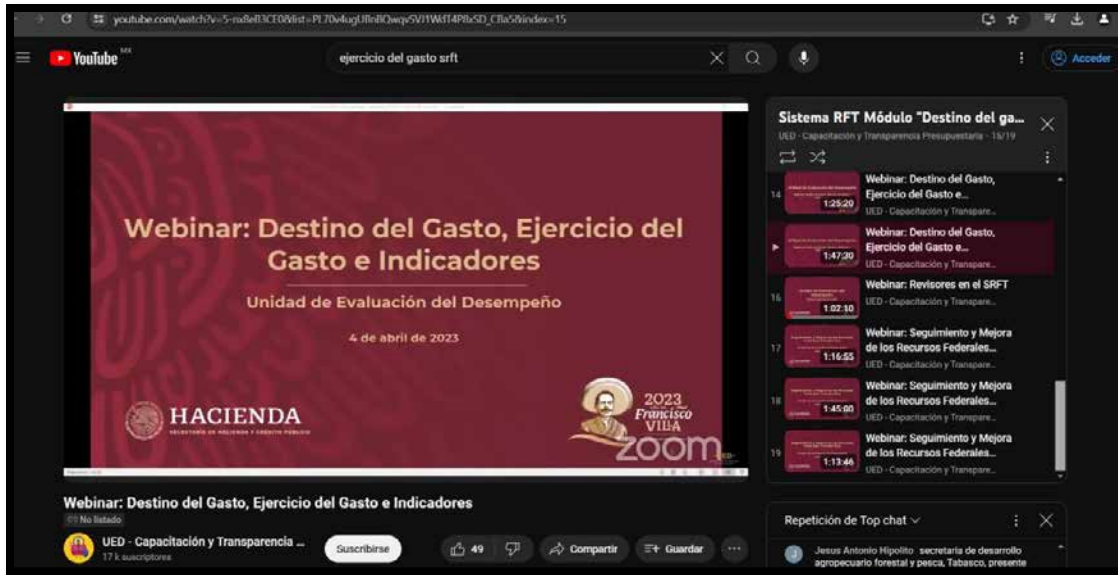 youtube.com/watch?v=5-nx8eB3CE0&list=PL70v4ugUBnBQwqvSVJ1WdT4P8xSD_CBa5&index=15
YouTube MX
ejercicio del gasto srft
Acceder
Webinar: Destino del Gasto, Ejercicio del
Gasto e Indicadores
Unidad de Evaluación del Desempeño
4 de abril de 2023
HACIENDA
SECRETARÍA DE HACIENDA Y CRÉDITO PÚBLICO
2023
Francisco
VILLA
zoom
Sistema RFT Módulo "Destino del ga...
UED - Capacitación y Transparencia Presupuestaria - 15/19
14
1:25:20
Webinar: Destino del Gasto,
Ejercicio del Gasto e...
UED - Capacitación y Transpare...
1:47:20
Webinar: Destino del Gasto,
Ejercicio del Gasto e...
UED - Capacitación y Transpare...
16
1:02:10
Webinar: Revisores en el SRFT
UED - Capacitación y Transpare...
17
1:16:55
Webinar: Seguimiento y Mejora
de los Recursos Federales...
UED - Capacitación y Transpare...
18
1:45:00
Webinar: Seguimiento y Mejora
de los Recursos Federales...
UED - Capacitación y Transpare...
19
1:13:46
Webinar: Seguimiento y Mejora
de los Recursos Federales...
UED - Capacitación y Transpare...
Webinar: Destino del Gasto, Ejercicio del Gasto e Indicadores
No listado
UED - Capacitación y Transparencia ...
17 k suscriptores
Suscribirse
49
Compartir
Guardar
Repetición de Top chat
J
Jesus Antonio Hipolito secretaria de desarrollo
agropecuario forestal y pesca, Tabasco, presente